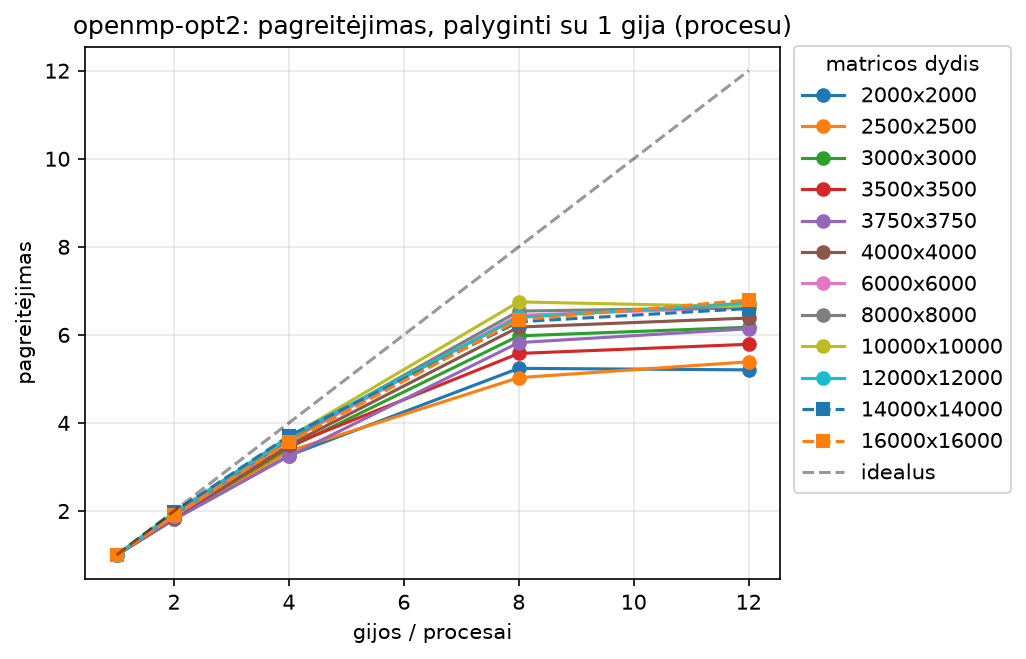 openmp-opt2: pagreitėjimas, palyginti su 1 gija (procesu)
12
10
8
6
4
2
pagreitėjimas
2
4
6
8
10
12
gijos / procesai
matricos dydis
2000x2000
2500x2500
3000x3000
3500x3500
3750x3750
4000x4000
6000x6000
8000x8000
10000x10000
12000x12000
14000x14000
16000x16000
idealus